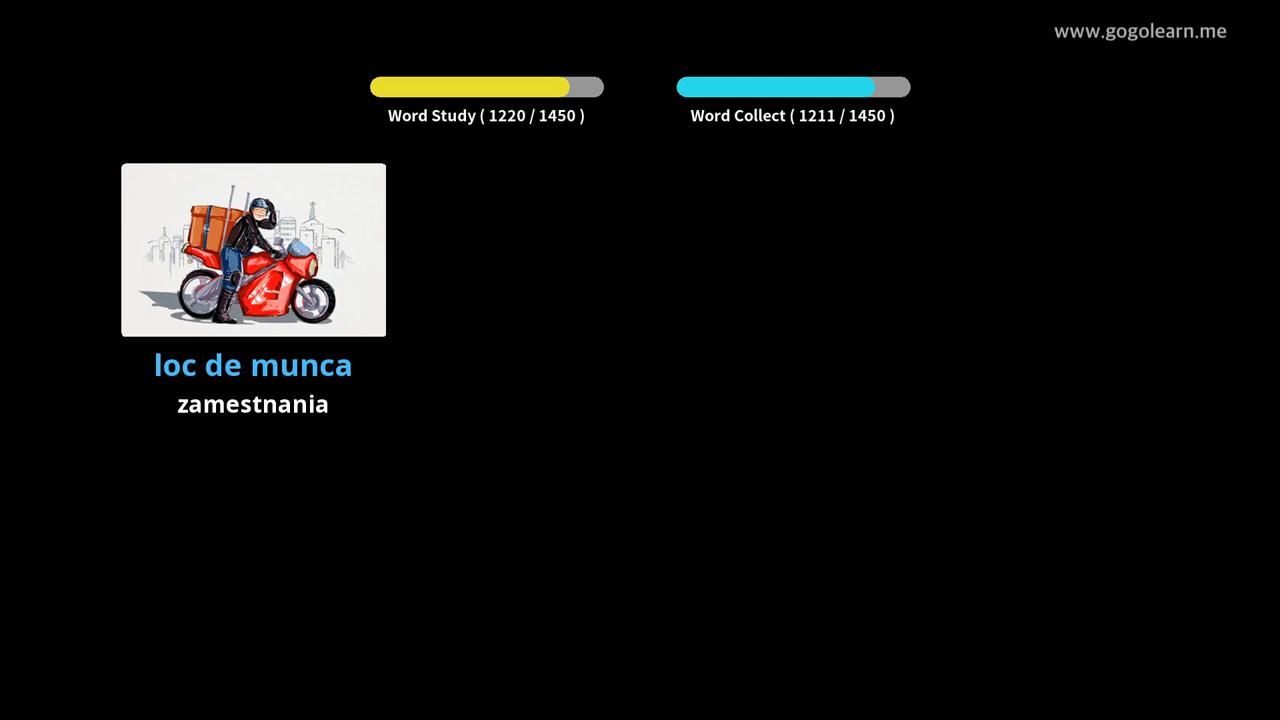 www.gogolearn.me
Word Study ( 1220 / 1450 )
Word Collect ( 1211 / 1450 )
loc de munca
zamestnania